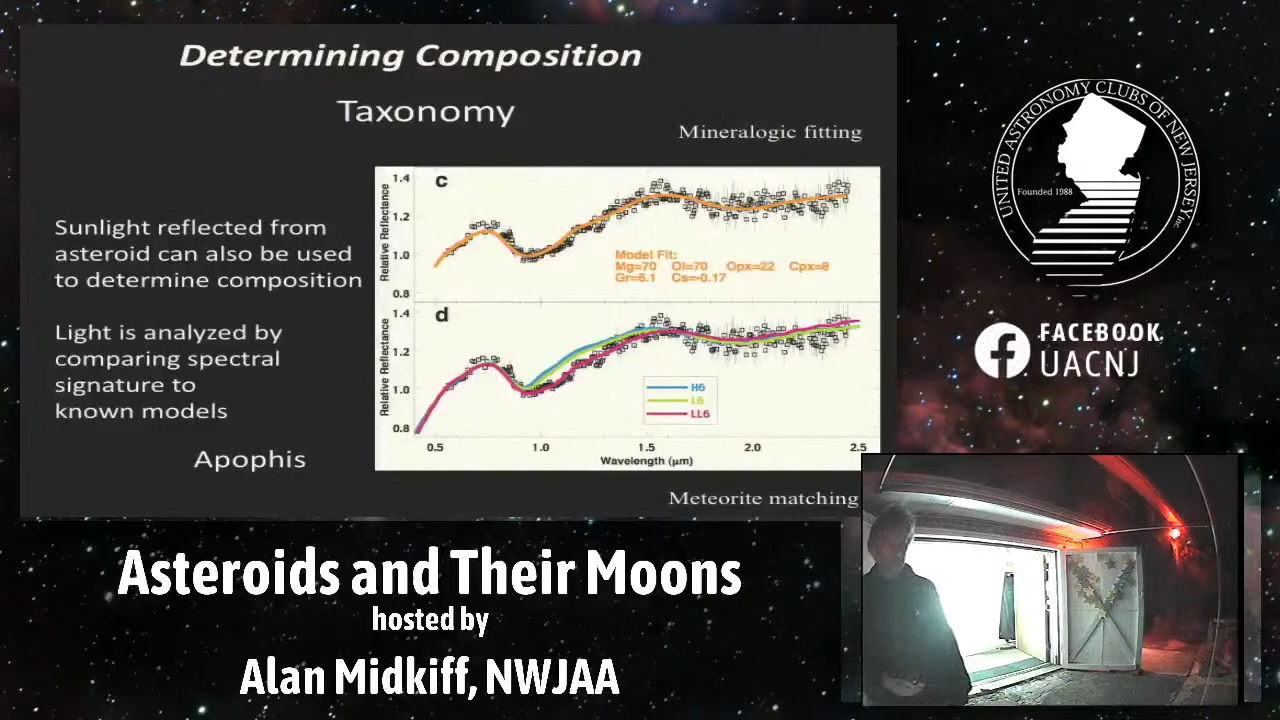 Determining Composition
Taxonomy
Mineralogic fitting
Sunlight reflected from
asteroid can also be used
to determine composition
Light is analyzed by
comparing spectral
signature to
known models
Apophis
c
1.4
1.2
1.0
0.8
Relative Reflectance
Model Fit:
Mg=70 Ol=70 Opx=22 Cpx=8
Gr=6.1 Cs=-0.17
d
1.4
1.2
1.0
0.8
Relative Reflectance
H6
L6
LL6
0.5 1.0 1.5 2.0 2.5
Wavelength (μm)
Meteorite matching
UNITED ASTRONOMY CLUBS OF NEW JERSEY Inc.
Founded 1988
FACEBOOK
UACNJ
Asteroids and Their Moons
hosted by
Alan Midkiff, NWJAA